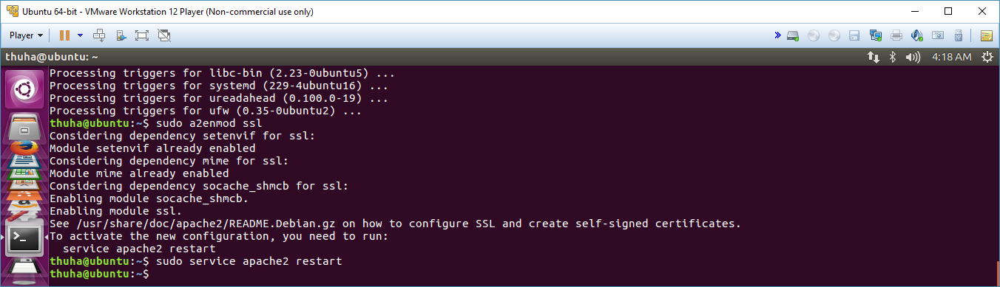 Ubuntu 64-bit - VMware Workstation 12 Player (Non-commercial use only)
Player
thuha@ubuntu: ~
4:18 AM
Processing triggers for libc-bin (2.23-0ubuntu5) ...
Processing triggers for systemd (229-4ubuntu16) ...
Processing triggers for ureadahead (0.100.0-19) ...
Processing triggers for ufw (0.35-0ubuntu2) ...
thuha@ubuntu:~$ sudo a2enmod ssl
Considering dependency setenvif for ssl:
Module setenvif already enabled
Considering dependency mime for ssl:
Module mime already enabled
Considering dependency socache_shmcb for ssl:
Enabling module socache_shmcb.
Enabling module ssl.
See /usr/share/doc/apache2/README.Debian.gz on how to configure SSL and create self-signed certificates.
To activate the new configuration, you need to run:
  service apache2 restart
thuha@ubuntu:~$ sudo service apache2 restart
thuha@ubuntu:~$